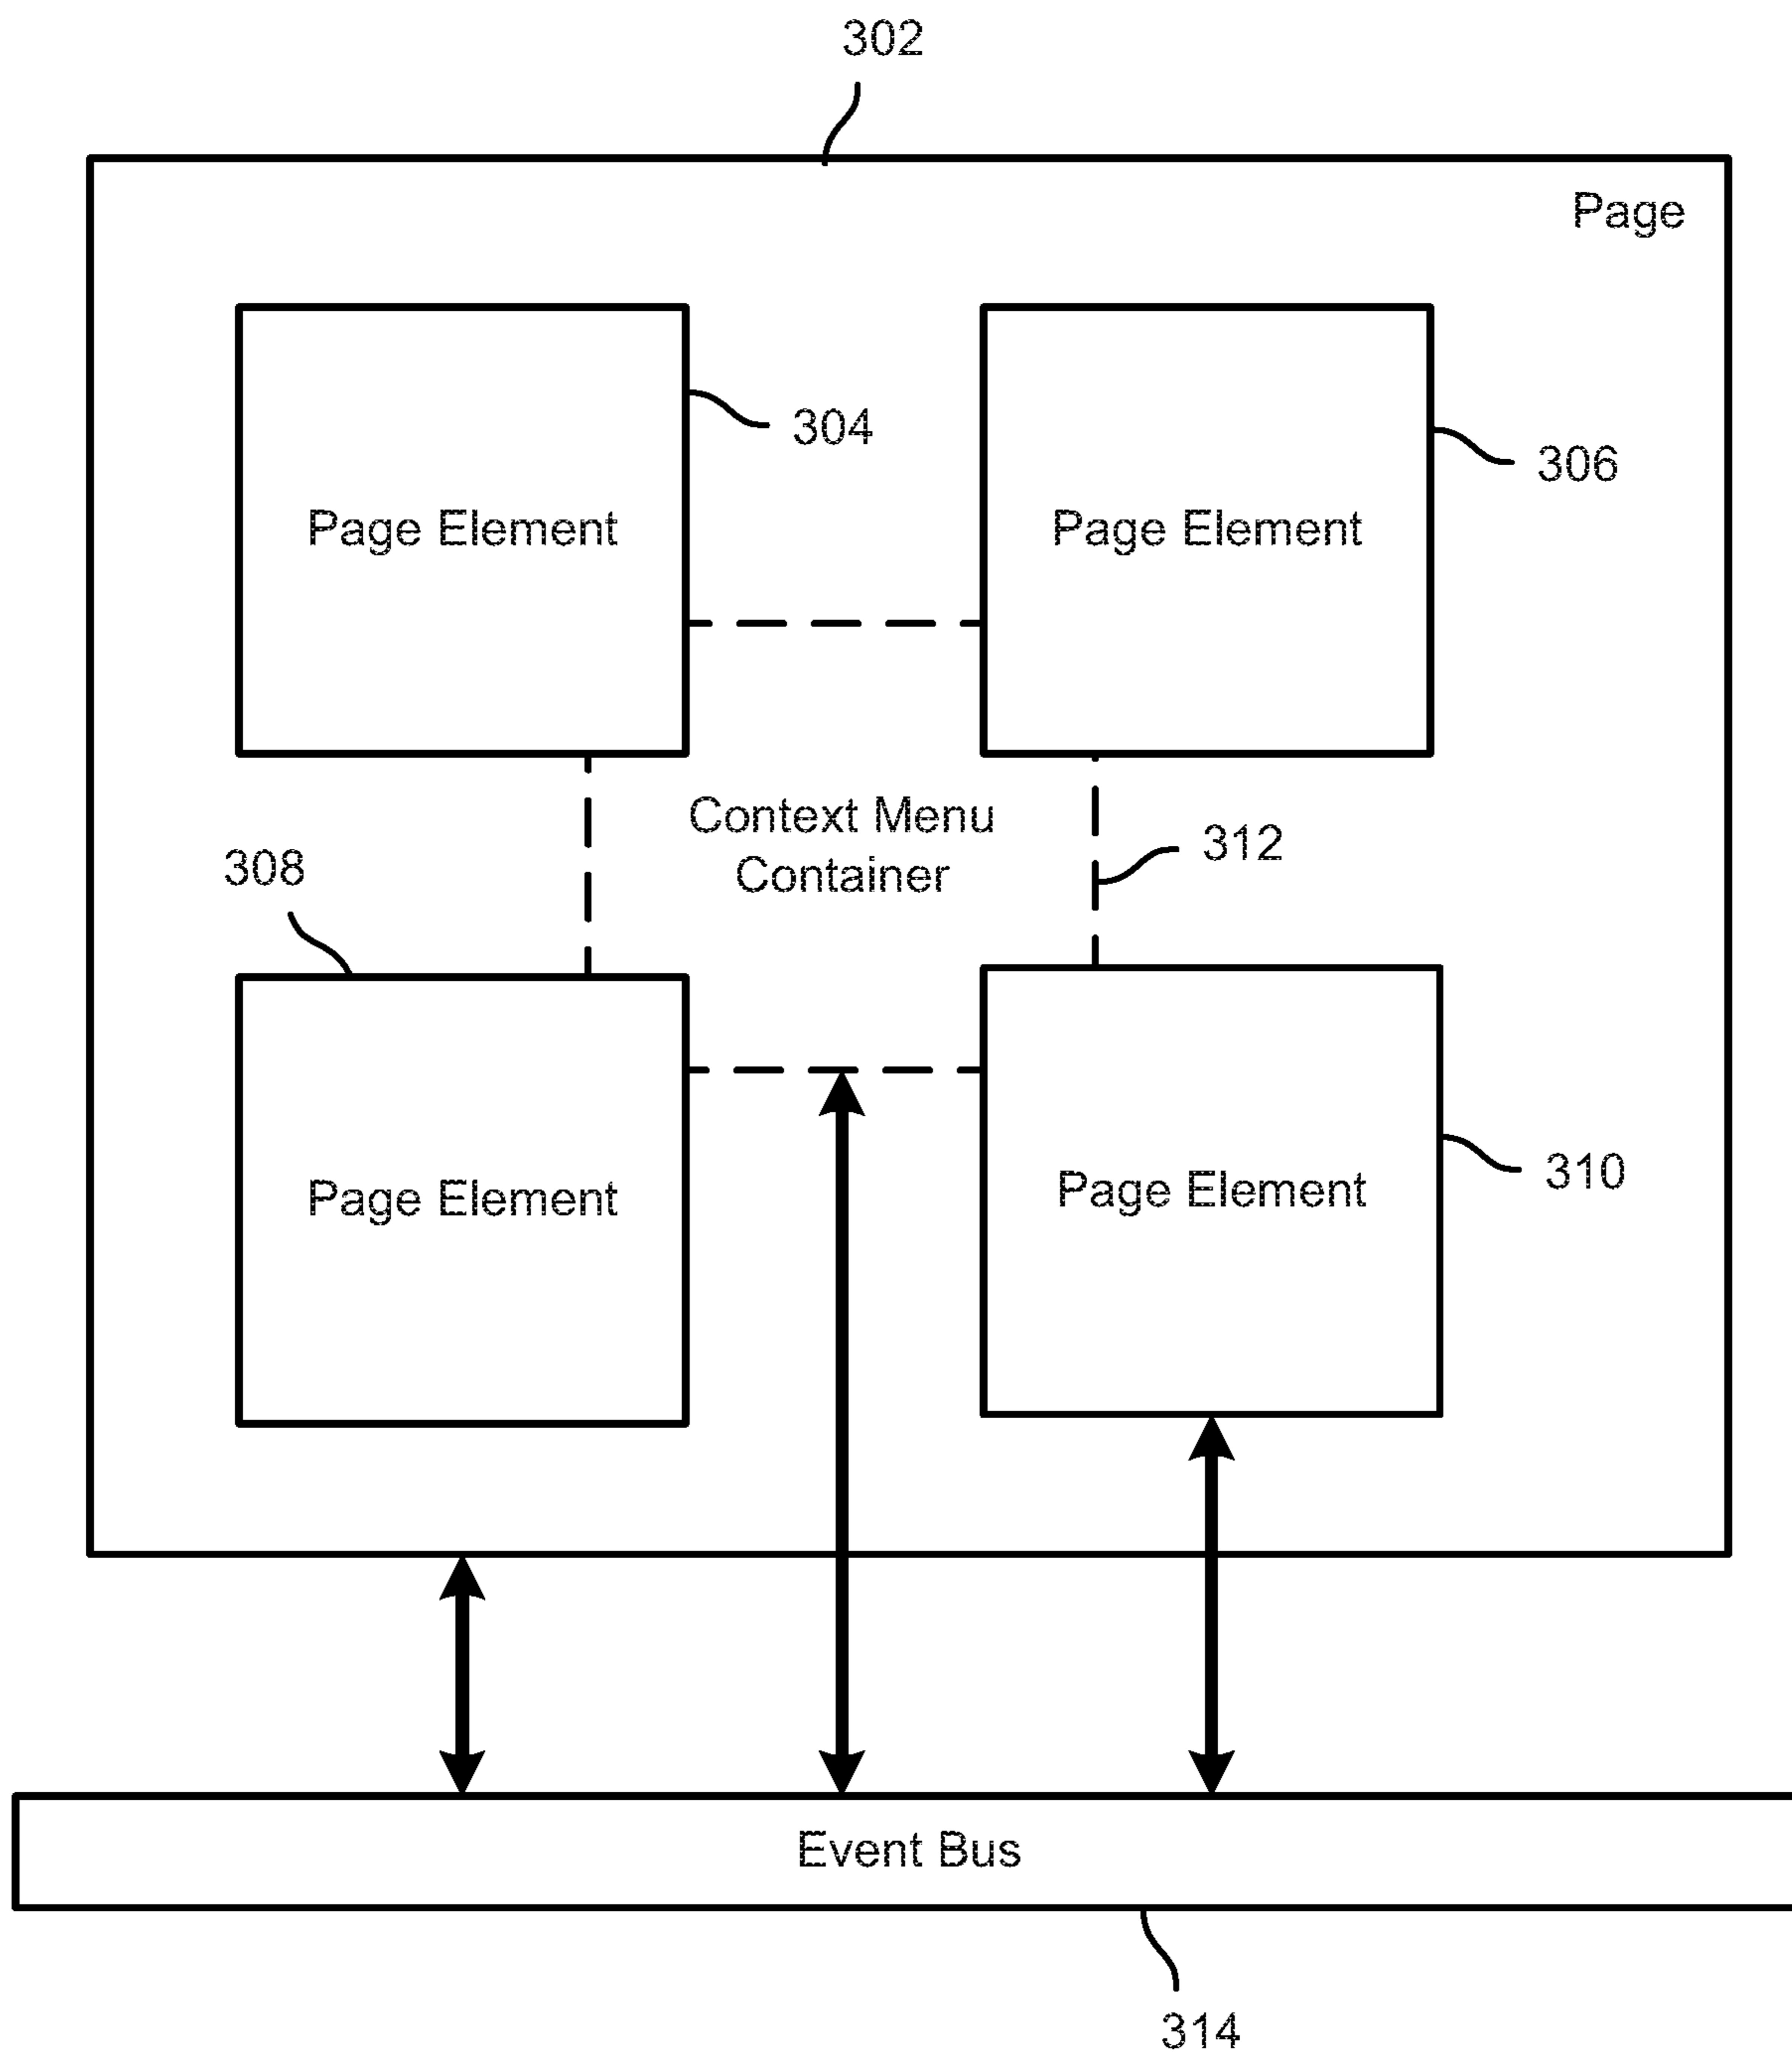 302
Page
304
306
Page Element
Page Element
Context Menu
Container
312
308
Page Element
Page Element
310
Event Bus
314